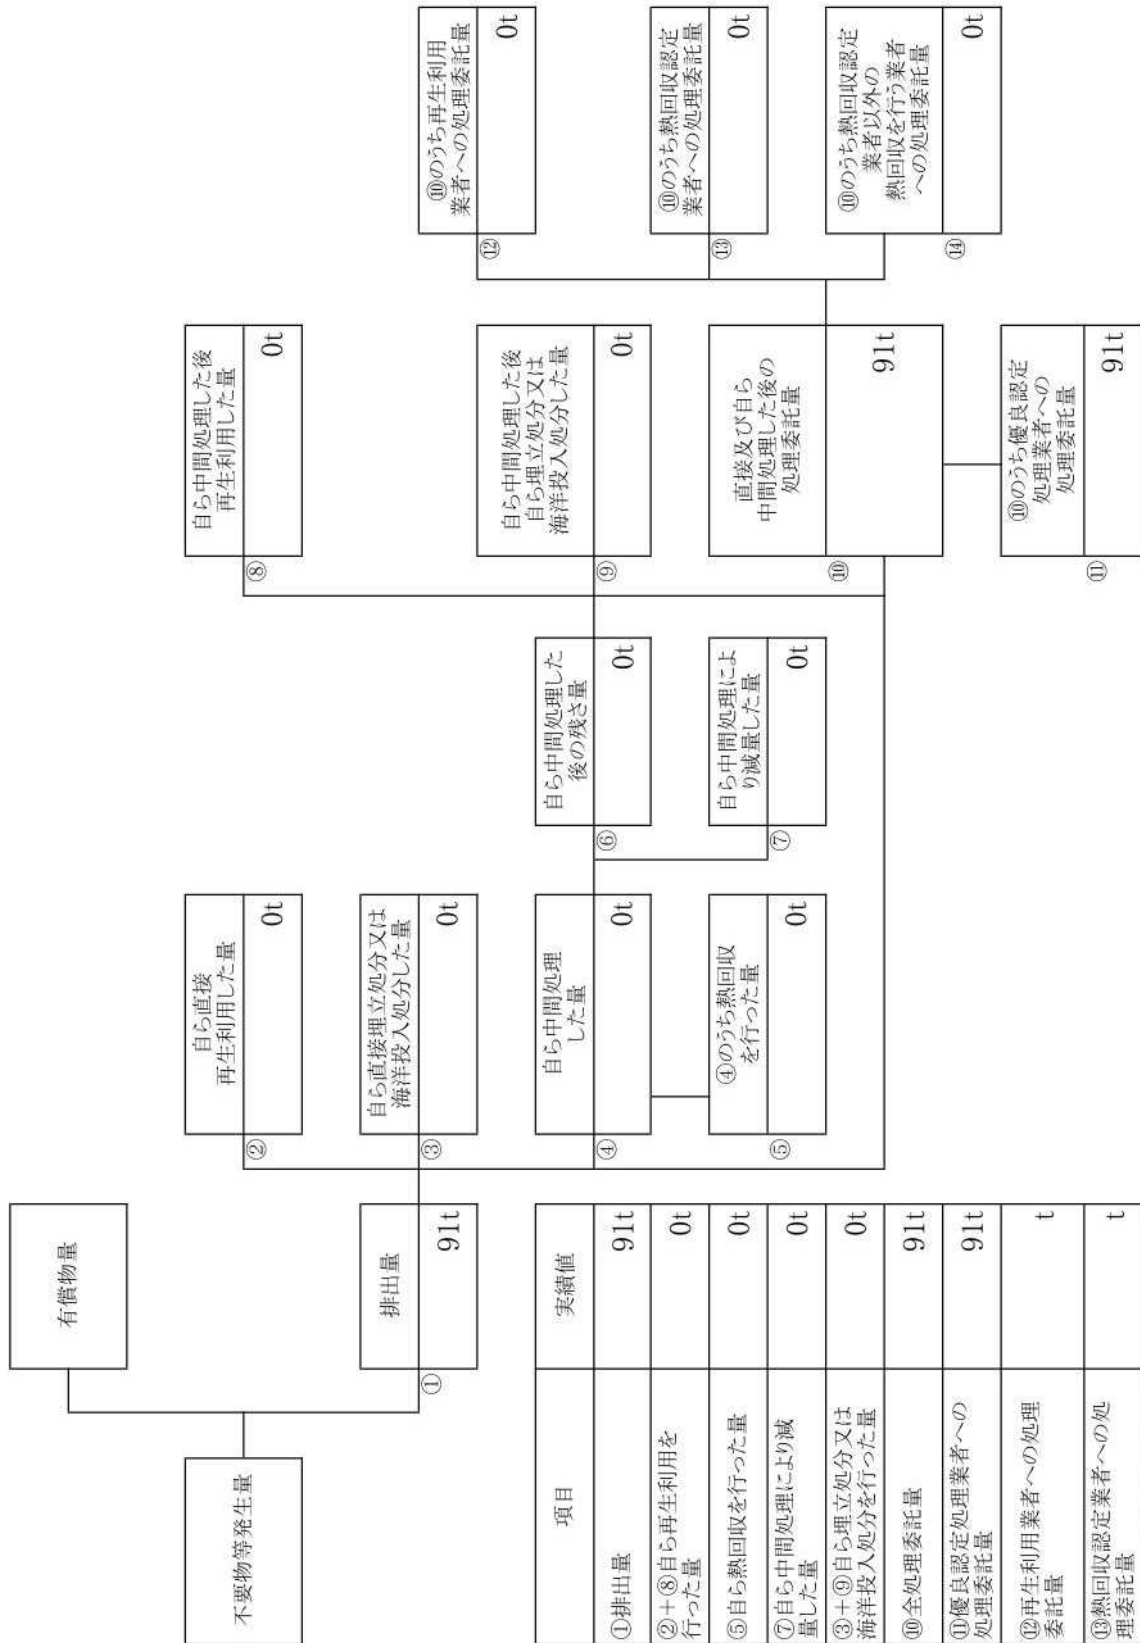 不要物等発生量
有償物量
排出量
①
91t
自ら直接
再生利用した量
②
0t
自ら直接埋立処分又は
海洋投入処分した量
③
0t
自ら中間処理
した量
④
0t
④のうち熱回収
を行った量
⑤
0t
自ら中間処理した
後の残さ量
⑥
0t
自ら中間処理によ
り減量した量
⑦
0t
自ら中間処理した後
再生利用した量
⑧
0t
自ら中間処理した後
自ら埋立処分又は
海洋投入処分した量
⑨
0t
直接及び自ら
中間処理した後の
処理委託量
⑩
91t
⑩のうち優良認定
処理業者への
処理委託量
⑪
91t
⑩のうち再生利用
業者への処理委託量
⑫
0t
⑩のうち熱回収認定
業者への処理委託量
⑬
0t
⑩のうち熱回収認定
業者以外の
熱回収を行う業者
への処理委託量
⑭
0t
項目
実績値
①排出量
91t
②+⑧自ら再生利用を
行った量
0t
⑤自ら熱回収を行った量
0t
⑦自ら中間処理により減
量した量
0t
③+⑨自ら埋立処分又は
海洋投入処分を行った量
0t
⑩全処理委託量
91t
⑪優良認定処理業者への
処理委託量
91t
⑫再生利用業者への処理
委託量
t
⑬熱回収認定業者への処
理委託量
t